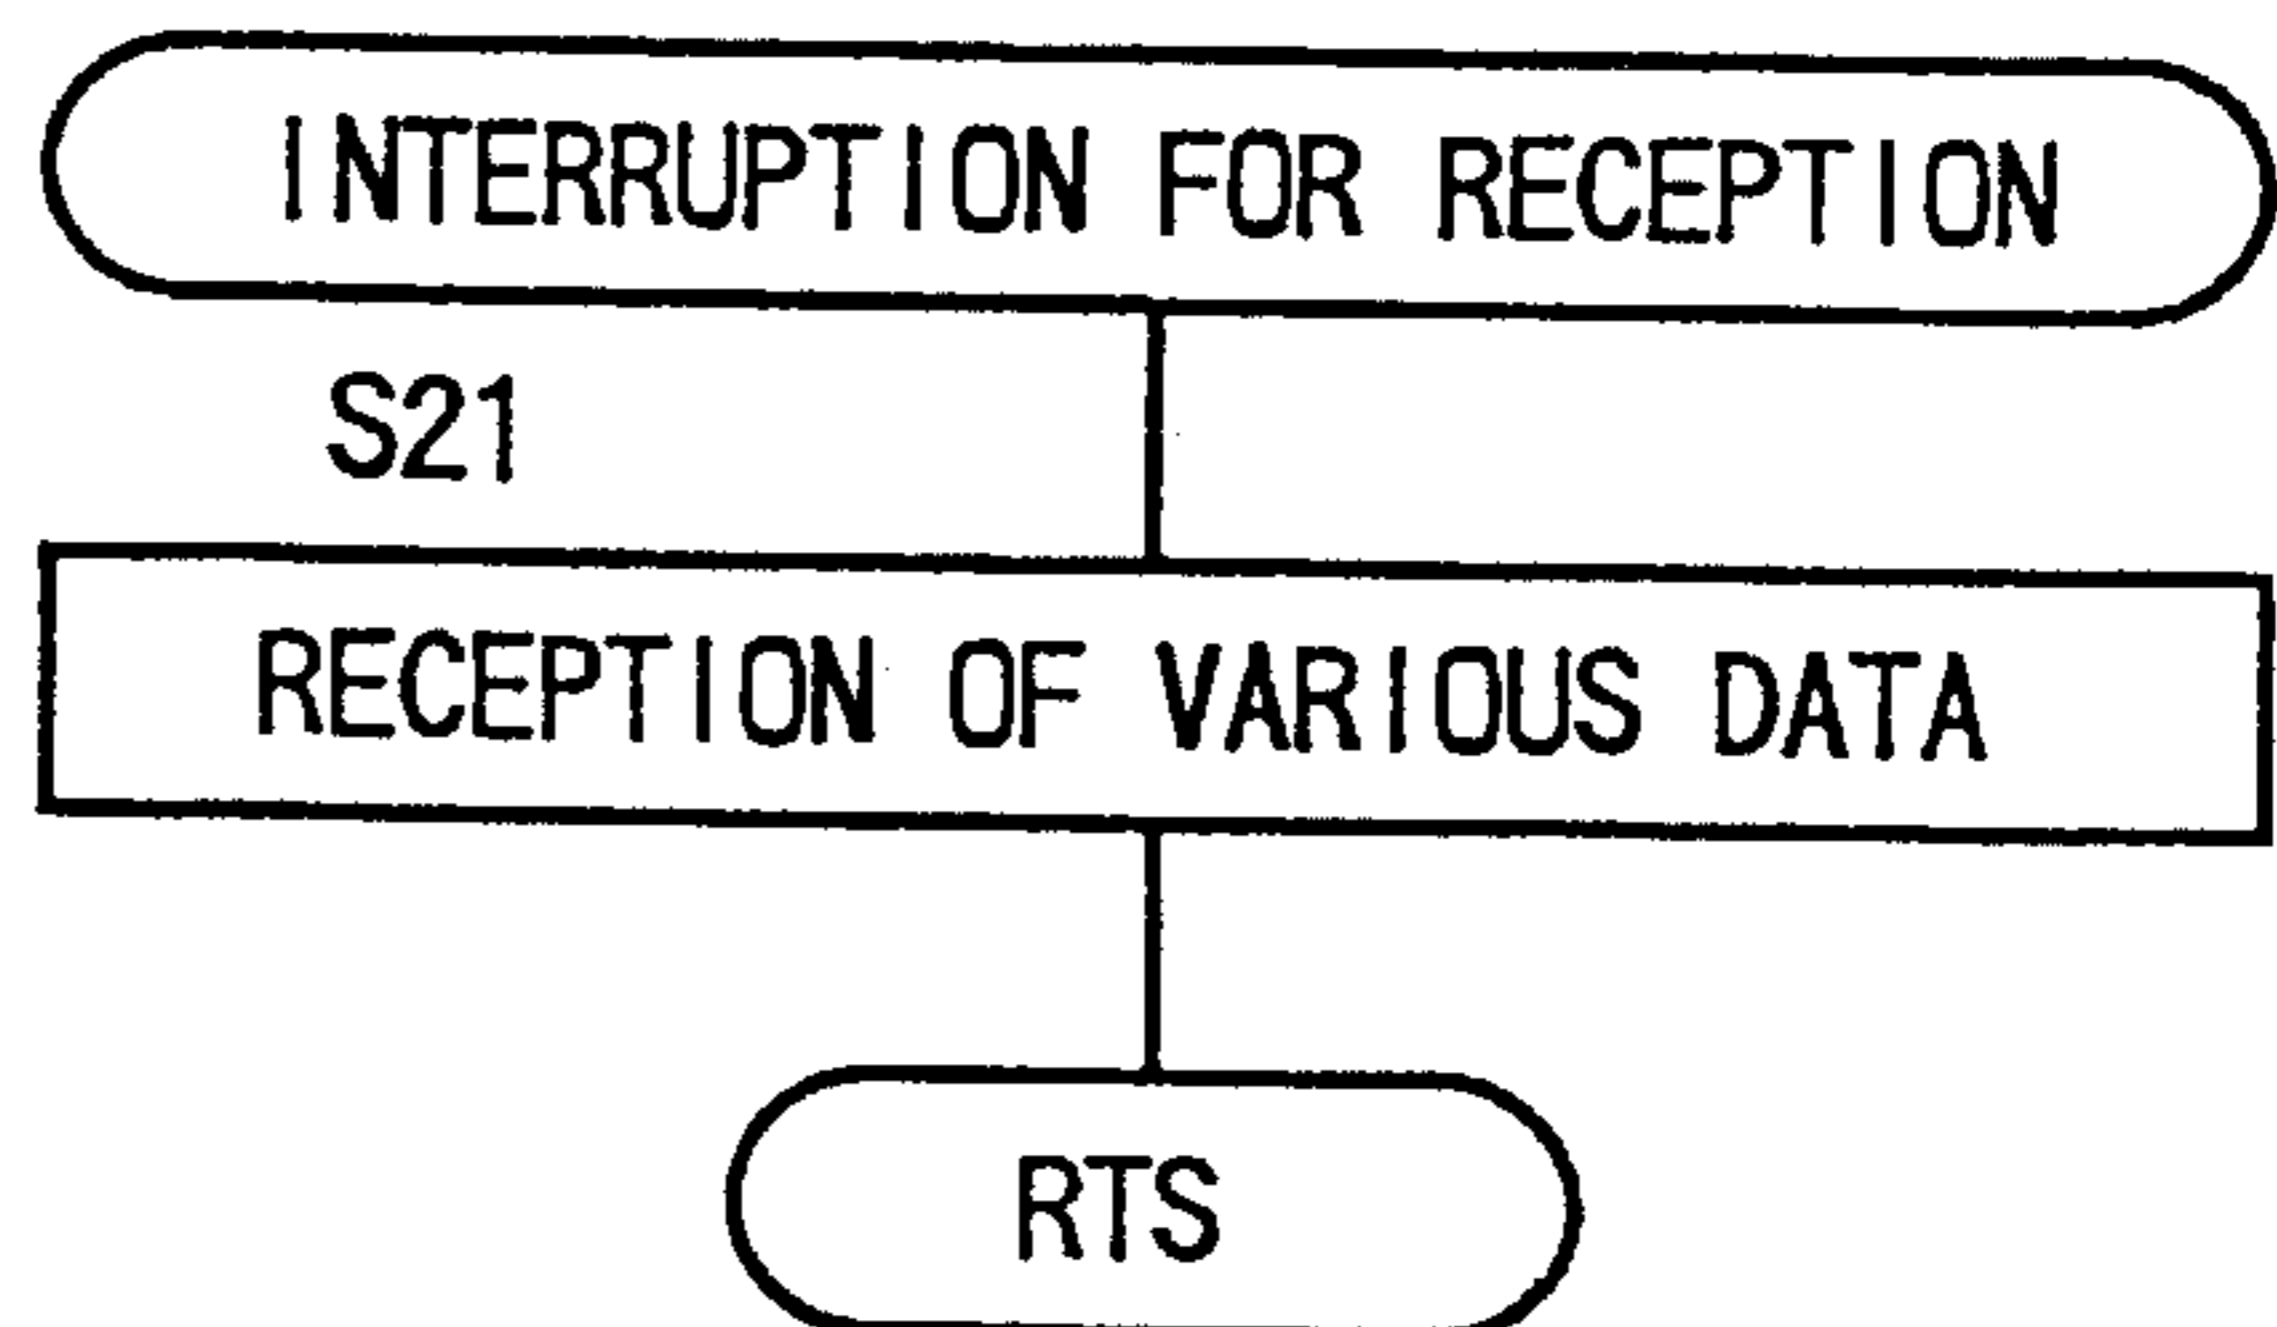 INTERRUPTION FOR RECEPTION
S21
RECEPTION OF VARIOUS DATA
RTS